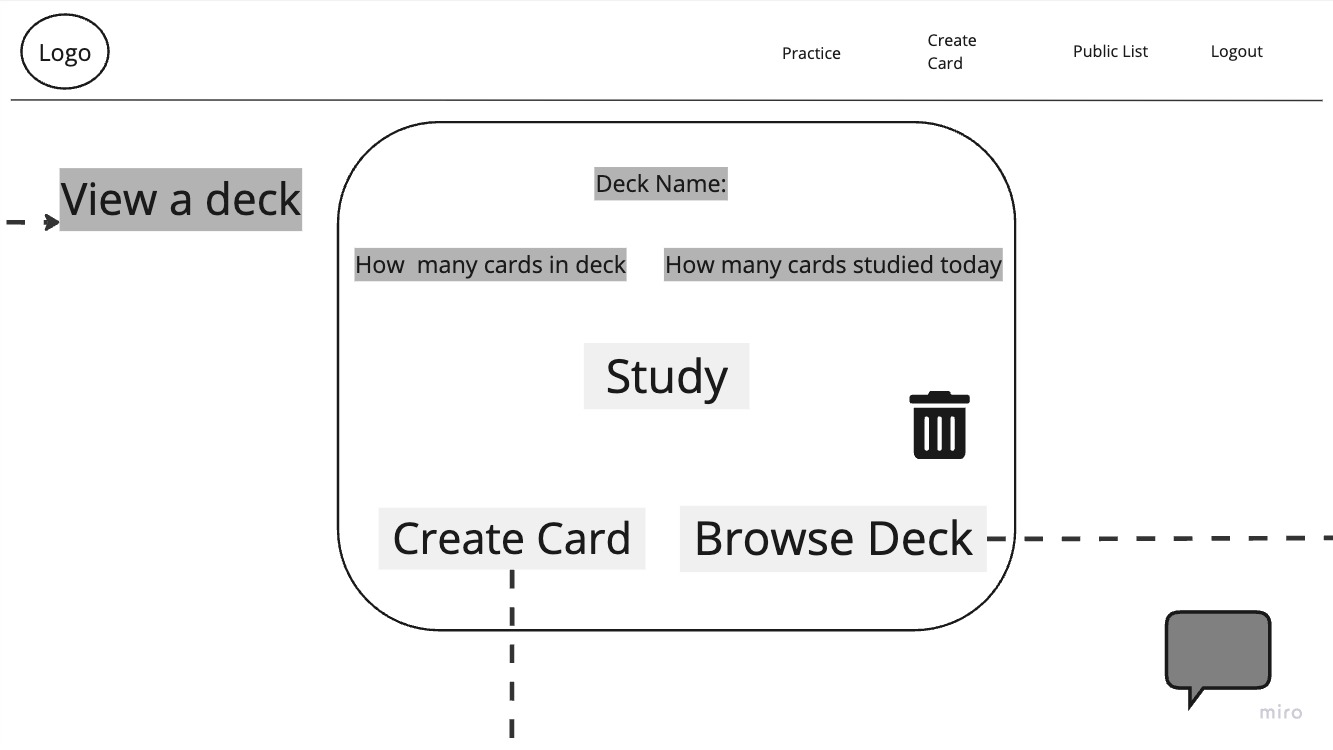 Logo
Practice
Create
Card
Public List
Logout
View a deck
Deck Name:
How  many cards in deck
How many cards studied today
Study
Create Card
Browse Deck
miro